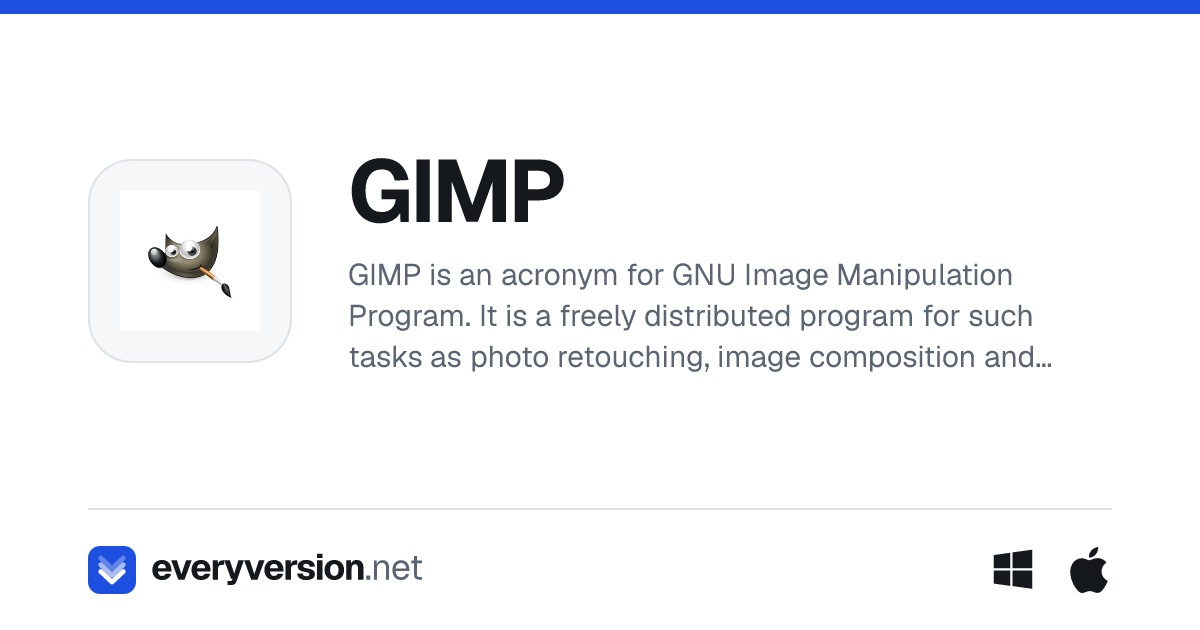 GIMP
GIMP is an acronym for GNU Image Manipulation
Program. It is a freely distributed program for such
tasks as photo retouching, image composition and…
everyversion.net